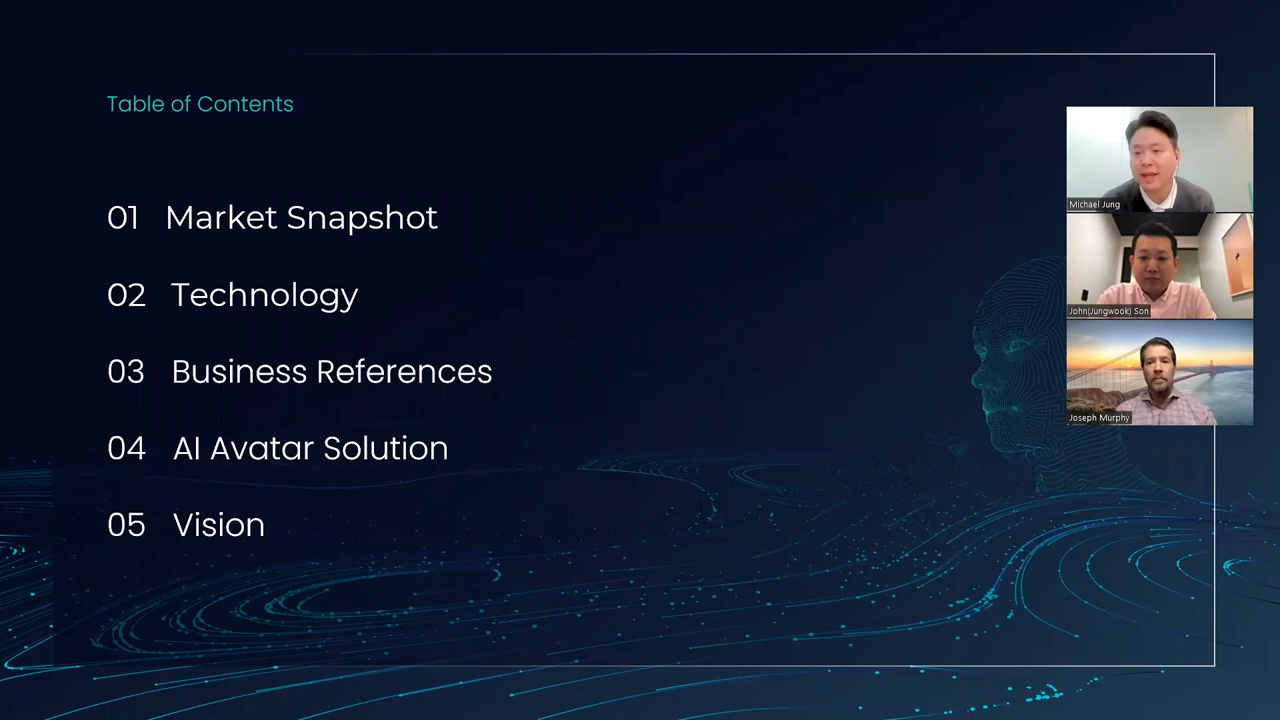 Table of Contents
01 Market Snapshot
02 Technology
03 Business References
04 AI Avatar Solution
05 Vision
Michael Jung
John(Jungwook) Son
Joseph Murphy